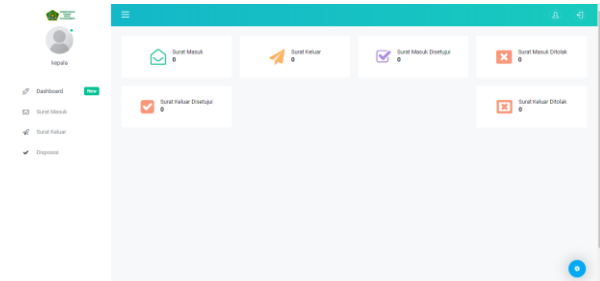 kepala
Dashboard New
Surat Masuk
Surat Keluar
Disposisi
Surat Masuk
0
Surat Keluar
0
Surat Masuk Disetujui
0
Surat Masuk Ditolak
0
Surat Keluar Disetujui
0
Surat Keluar Ditolak
0